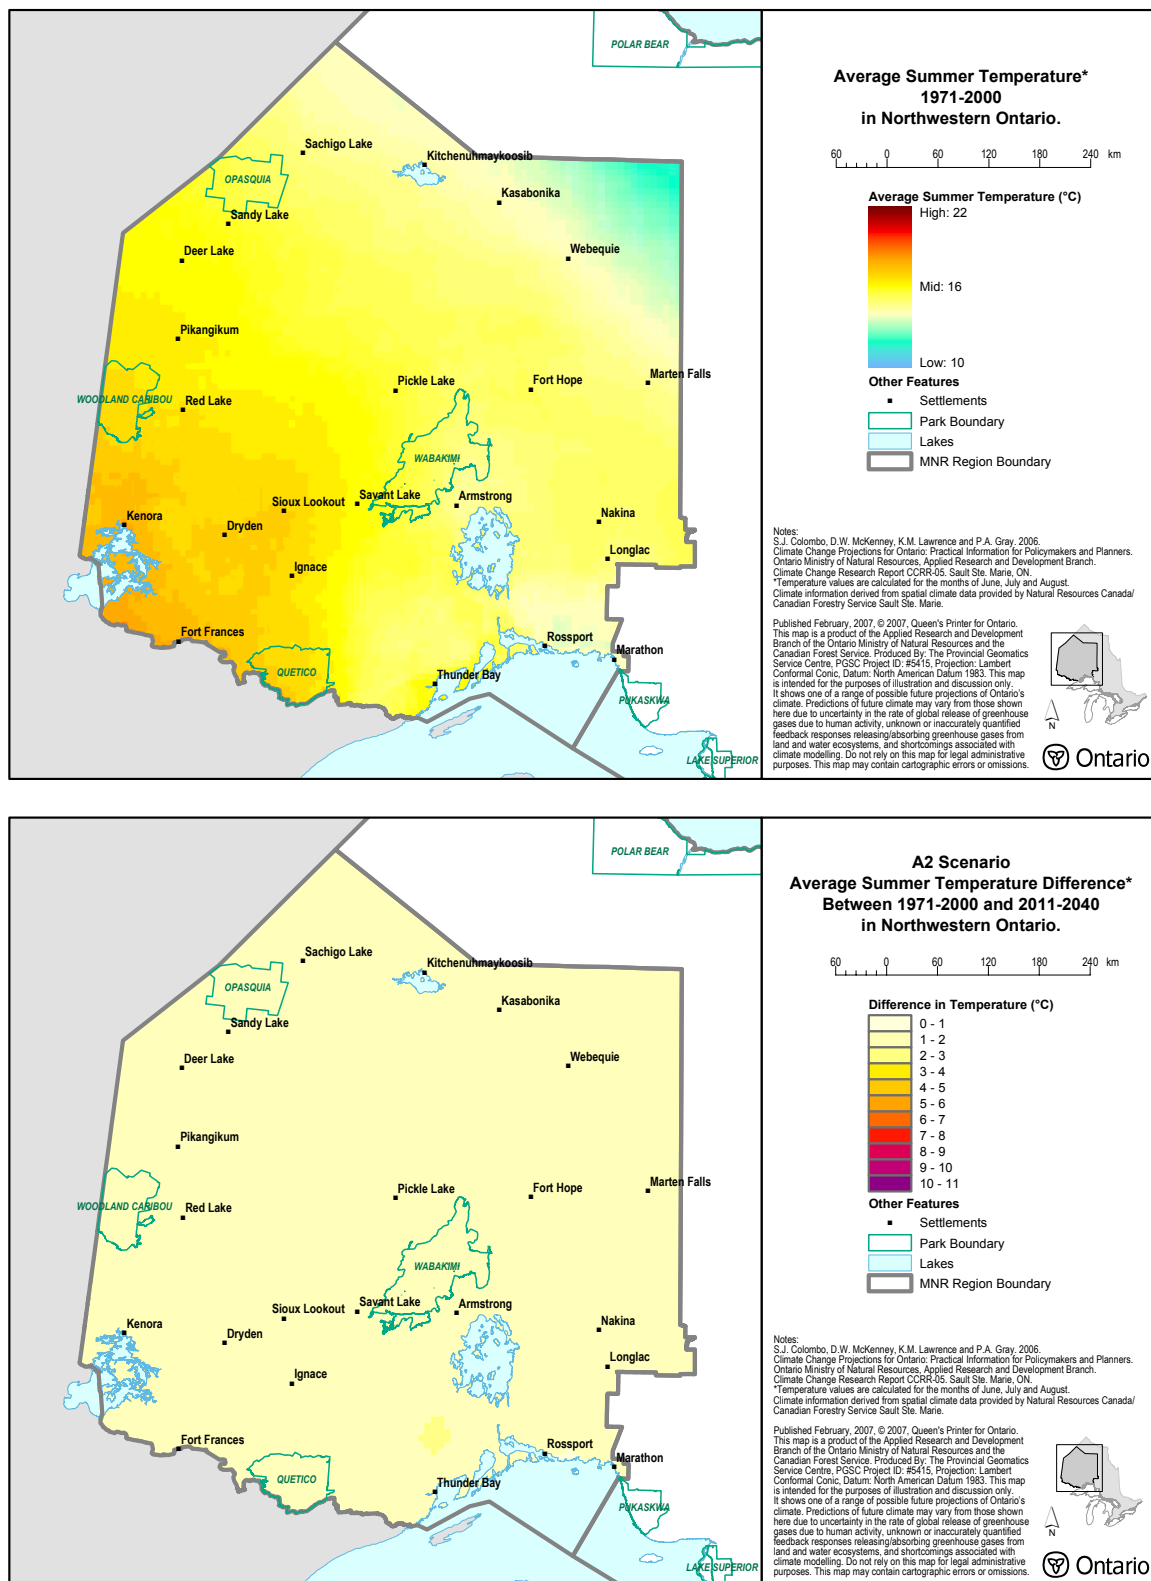 POLAR BEAR
Sachigo Lake
Kitchenuhmaykoosib
OPASQUIA
Kasabonika
Sandy Lake
Deer Lake
Webequie
Pikangikum
Pickle Lake
Fort Hope
Marten Falls
WOODLAND CARIBOU
Red Lake
WABAKIMI
Sioux Lookout
Savant Lake
Armstrong
Kenora
Dryden
Nakina
Longlac
Ignace
Fort Frances
Rossport
Marathon
QUETICO
Thunder Bay
PUKASKWA
LAKE SUPERIOR
Average Summer Temperature*
1971-2000
in Northwestern Ontario.
60 0 60 120 180 240 km
Average Summer Temperature (°C)
High: 22
Mid: 16
Low: 10
Other Features
Settlements
Park Boundary
Lakes
MNR Region Boundary
Notes:
S.J. Colombo, D.W. McKenney, K.M. Lawrence and P.A. Gray. 2006.
Climate Change Projections for Ontario: Practical Information for Policymakers and Planners.
Ontario Ministry of Natural Resources, Applied Research and Development Branch.
Climate Change Research Report CCRR-05. Sault Ste. Marie, ON.
*Temperature values are calculated for the months of June, July and August.
Climate information derived from spatial climate data provided by Natural Resources Canada/
Canadian Forestry Service Sault Ste. Marie.
Published February, 2007, © 2007, Queen's Printer for Ontario.
This map is a product of the Applied Research and Development
Branch of the Ontario Ministry of Natural Resources and the
Canadian Forest Service. Produced By: The Provincial Geomatics
Service Centre, PGSC Project ID: #5415, Projection: Lambert
Conformal Conic, Datum: North American Datum 1983. This map
is intended for the purposes of illustration and discussion only.
It shows one of a range of possible future projections of Ontario's
climate. Predictions of future climate may vary from those shown
here due to uncertainty in the rate of global release of greenhouse
gases due to human activity, unknown or inaccurately quantified
feedback responses releasing/absorbing greenhouse gases from
land and water ecosystems, and shortcomings associated with
climate modelling. Do not rely on this map for legal administrative
purposes. This map may contain cartographic errors or omissions.
N
Ontario
POLAR BEAR
Sachigo Lake
Kitchenuhmaykoosib
OPASQUIA
Kasabonika
Sandy Lake
Deer Lake
Webequie
Pikangikum
Pickle Lake
Fort Hope
Marten Falls
WOODLAND CARIBOU
Red Lake
WABAKIMI
Sioux Lookout
Savant Lake
Armstrong
Kenora
Dryden
Nakina
Longlac
Ignace
Fort Frances
Rossport
Marathon
QUETICO
Thunder Bay
PUKASKWA
LAKE SUPERIOR
A2 Scenario
Average Summer Temperature Difference*
Between 1971-2000 and 2011-2040
in Northwestern Ontario.
60 0 60 120 180 240 km
Difference in Temperature (°C)
0 - 1
1 - 2
2 - 3
3 - 4
4 - 5
5 - 6
6 - 7
7 - 8
8 - 9
9 - 10
10 - 11
Other Features
Settlements
Park Boundary
Lakes
MNR Region Boundary
Notes:
S.J. Colombo, D.W. McKenney, K.M. Lawrence and P.A. Gray. 2006.
Climate Change Projections for Ontario: Practical Information for Policymakers and Planners.
Ontario Ministry of Natural Resources, Applied Research and Development Branch.
Climate Change Research Report CCRR-05. Sault Ste. Marie, ON.
*Temperature values are calculated for the months of June, July and August.
Climate information derived from spatial climate data provided by Natural Resources Canada/
Canadian Forestry Service Sault Ste. Marie.
Published February, 2007, © 2007, Queen's Printer for Ontario.
This map is a product of the Applied Research and Development
Branch of the Ontario Ministry of Natural Resources and the
Canadian Forest Service. Produced By: The Provincial Geomatics
Service Centre, PGSC Project ID: #5415, Projection: Lambert
Conformal Conic, Datum: North American Datum 1983. This map
is intended for the purposes of illustration and discussion only.
It shows one of a range of possible future projections of Ontario's
climate. Predictions of future climate may vary from those shown
here due to uncertainty in the rate of global release of greenhouse
gases due to human activity, unknown or inaccurately quantified
feedback responses releasing/absorbing greenhouse gases from
land and water ecosystems, and shortcomings associated with
climate modelling. Do not rely on this map for legal administrative
purposes. This map may contain cartographic errors or omissions.
N
Ontario